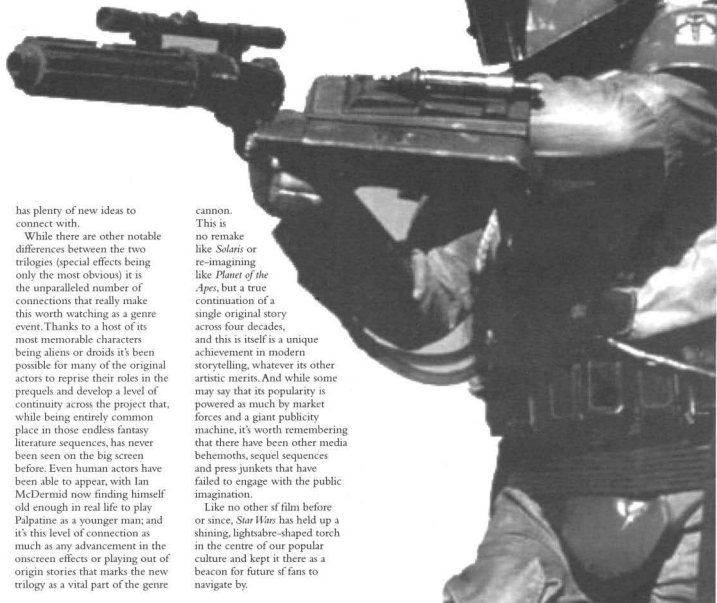 has plenty of new ideas to
connect with.
While there are other notable
differences between the two
trilogies (special effects being
only the most obvious) it is
the unparalleled number of
connections that really make
this worth watching as a genre
event. Thanks to a host of its
most memorable characters
being aliens or droids it's been
possible for many of the original
actors to reprise their roles in the
prequels and develop a level of
continuity across the project that,
while being entirely common
place in those endless fantasy
literature sequences, has never
been seen on the big screen
before. Even human actors have
been able to appear, with Ian
McDermid now finding himself
old enough in real life to play
Palpatine as a younger man; and
it's this level of connection as
much as any advancement in the
onscreen effects or playing out of
origin stories that marks the new
trilogy as a vital part of the genre
cannon.
This is
no remake
like Solaris or
re-imagining
like Planet of the
Apes, but a true
continuation of a
single original story
across four decades,
and this is itself is a unique
achievement in modern
storytelling, whatever its other
artistic merits. And while some
may say that its popularity is
powered as much by market
forces and a giant publicity
machine, it's worth remembering
that there have been other media
behemoths, sequel sequences
and press junkets that have
failed to engage with the public
imagination.
Like no other sf film before
or since, Star Wars has held up a
shining, lightsabre-shaped torch
in the centre of our popular
culture and kept it there as a
beacon for future sf fans to
navigate by.